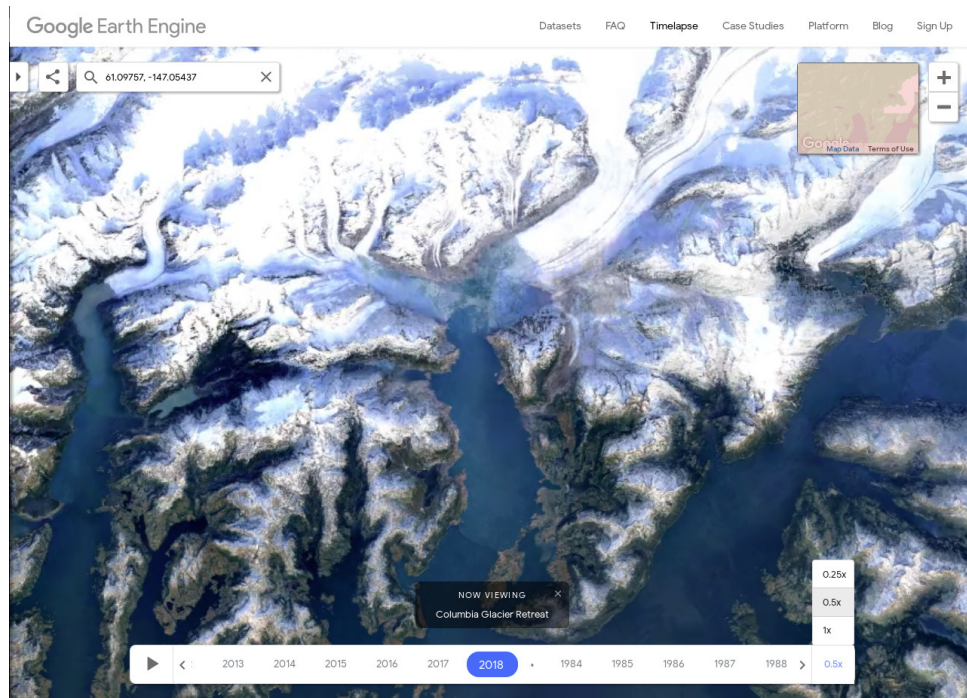 Google Earth Engine
Datasets FAQ Timelapse Case Studies Platform Blog Sign Up
61.09757, -147.05437
Google
Map Data Terms of Use
NOW VIEWING
Columbia Glacier Retreat
0.25x
0.5x
1x
2013 2014 2015 2016 2017 2018 1984 1985 1986 1987 1988 0.5x